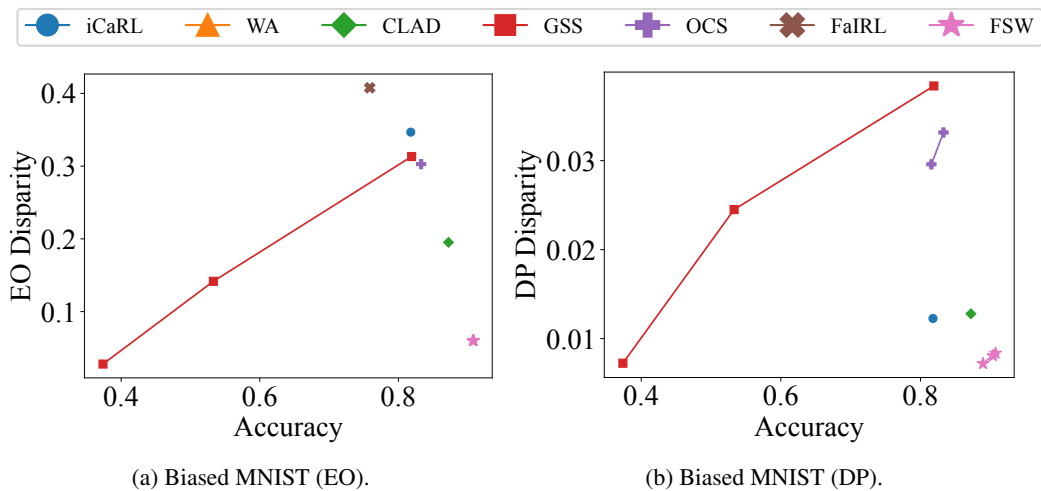 iCaRL WA CLAD GSS OCS FaIRL FSW
EO Disparity
0.4
0.3
0.2
0.1
0.4 0.6 0.8
Accuracy
(a) Biased MNIST (EO).
DP Disparity
0.03
0.02
0.01
0.4 0.6 0.8
Accuracy
(b) Biased MNIST (DP).